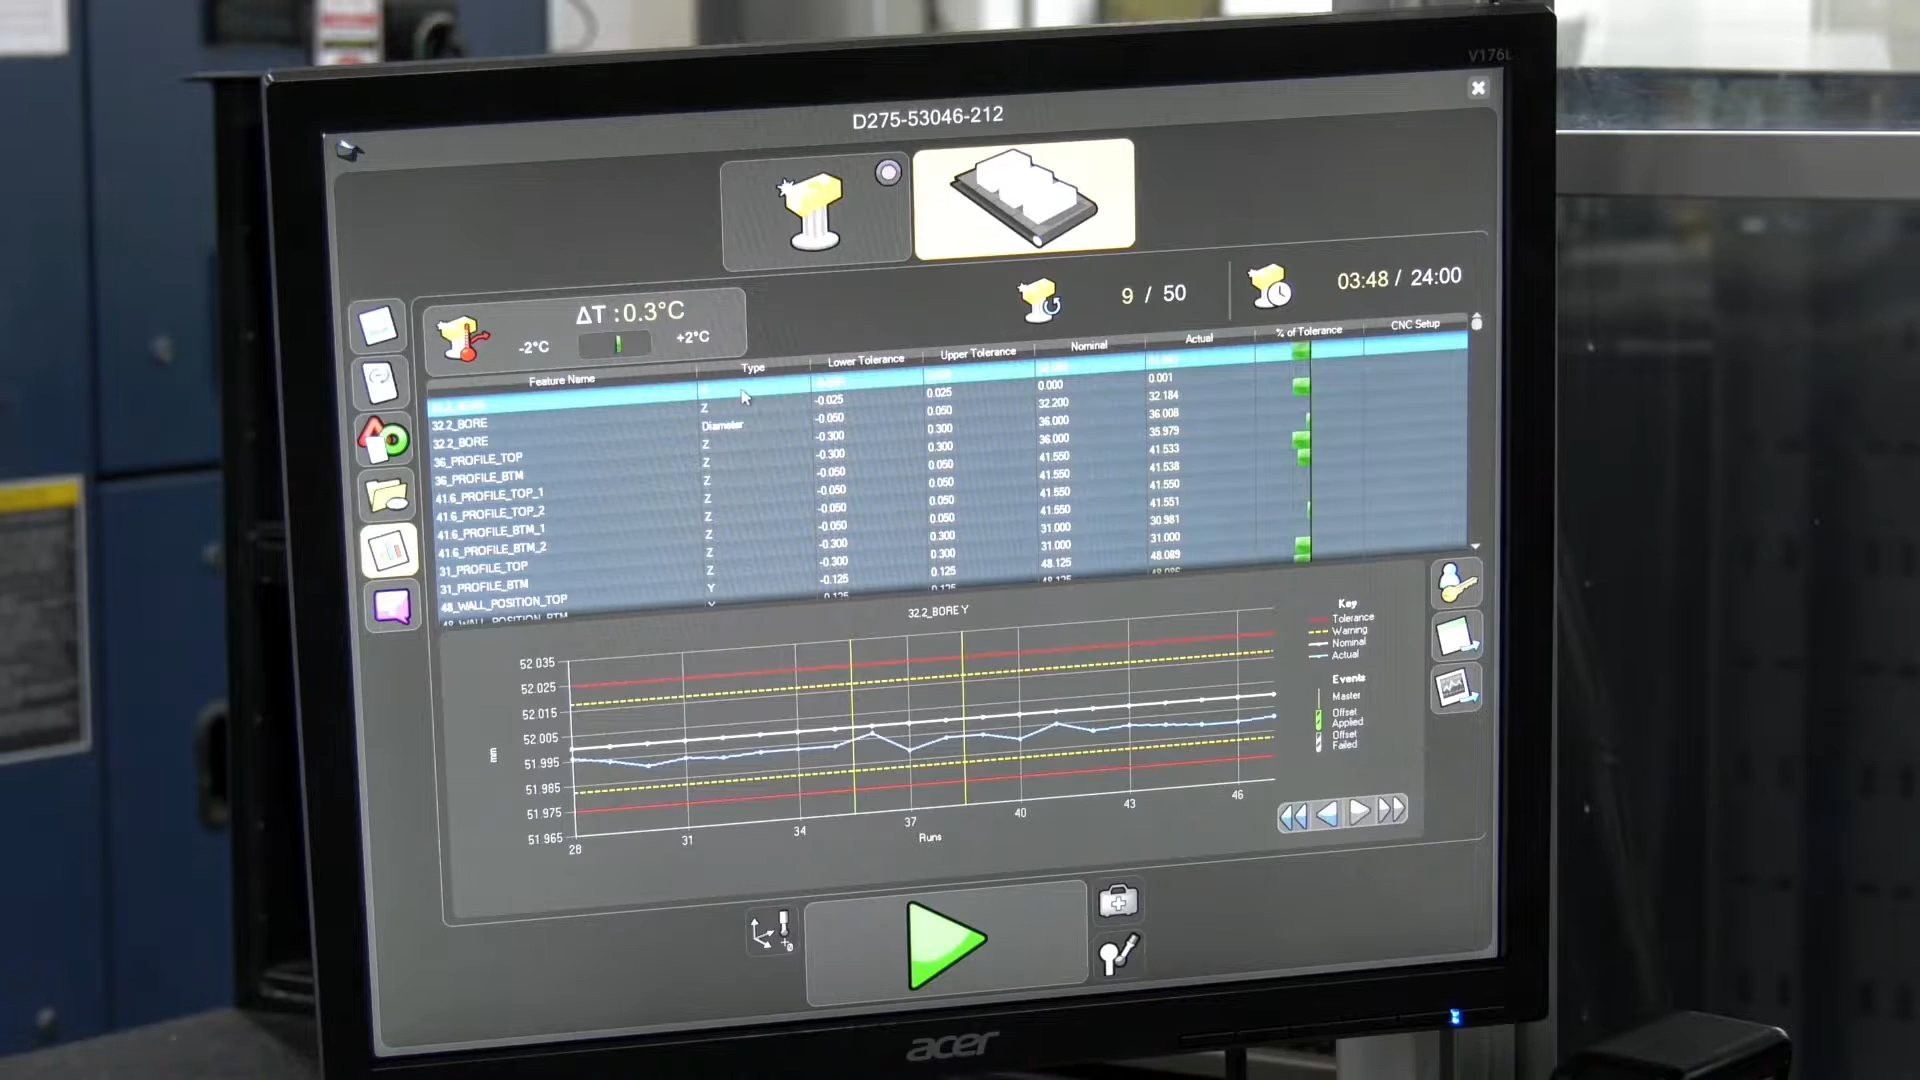 V176L
D275-53046-212
ΔT :0.3°C
-2°C +2°C
9 / 50
03:48 / 24:00
Feature Name Type Lower Tolerance Upper Tolerance Nominal Actual % of Tolerance CNC Setup
32.2_BORE Z -0.025 0.025 0.000 0.001
32.2_BORE Diameter -0.050 0.050 32.200 32.184
36_PROFILE_TOP Z -0.300 0.300 36.000 36.008
36_PROFILE_BTM Z -0.300 0.300 36.000 35.979
41.6_PROFILE_TOP_1 Z -0.050 0.050 41.550 41.533
41.6_PROFILE_TOP_2 Z -0.050 0.050 41.550 41.538
41.6_PROFILE_BTM_1 Z -0.050 0.050 41.550 41.550
41.6_PROFILE_BTM_2 Z -0.050 0.050 41.550 41.551
31_PROFILE_TOP Z -0.300 0.300 31.000 30.981
31_PROFILE_BTM Z -0.300 0.300 31.000 31.000
48_WALL_POSITION_TOP Y -0.125 0.125 48.125 48.089
48_WALL_POSITION_BTM Y -0.125 0.125 48.125 48.086
32.2_BORE Y
52.035
52.025
52.015
52.005
51.995
51.985
51.975
51.965
mm
28 31 34 37 40 43 46
Runs
Key
Tolerance
Warning
Nominal
Actual
Events
Master
Offset
Applied
Offset
Failed
acer